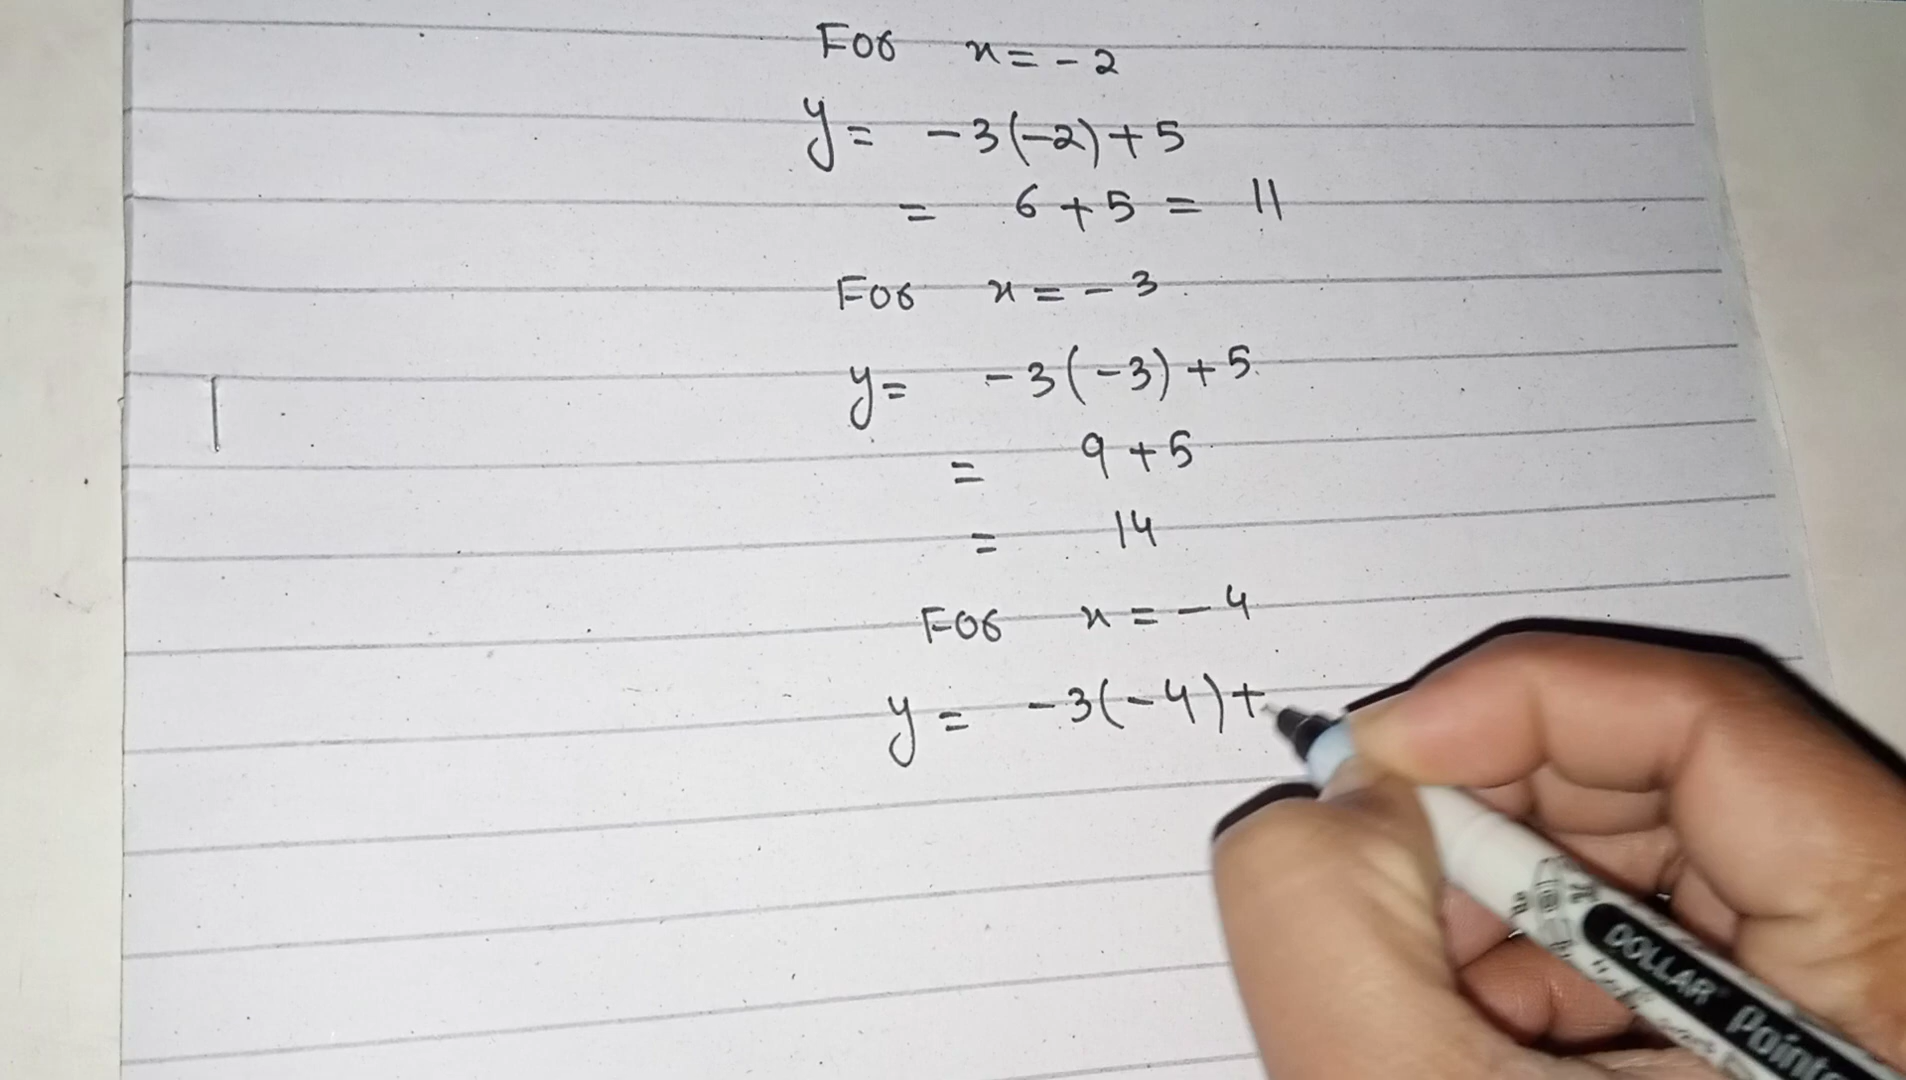 For x = -2
y = -3(-2)+5
= 6+5 = 11
For x = -3
y = -3(-3)+5
= 9+5
= 14
For x = -4
y = -3(-4)+
DOLLAR Pointe